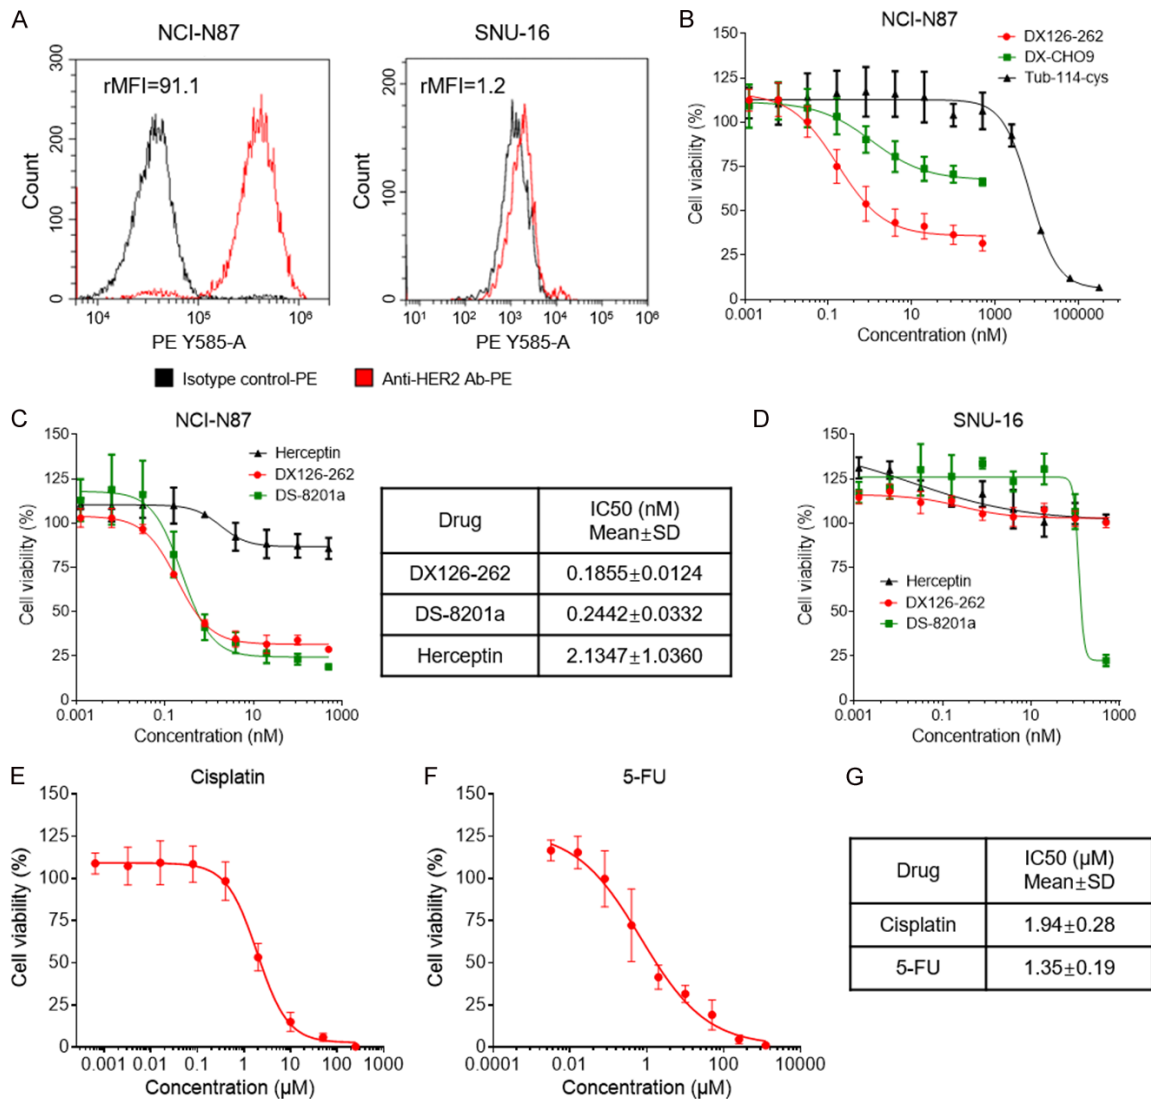 A
NCI-N87
rMFI=91.1
Count
0
100
200
300
10⁴
10⁵
10⁶
PE Y585-A
SNU-16
rMFI=1.2
Count
0
100
200
10¹
10²
10³
10⁴
10⁵
10⁶
PE Y585-A
Isotype control-PE
Anti-HER2 Ab-PE
B
NCI-N87
DX126-262
DX-CHO9
Tub-114-cys
Cell viability (%)
150
125
100
75
50
25
0
0.001
0.1
10
1000
100000
Concentration (nM)
C
NCI-N87
Herceptin
DX126-262
DS-8201a
Cell viability (%)
150
125
100
75
50
25
0
0.001
0.1
10
1000
Concentration (nM)
Drug
IC50 (nM)
Mean±SD
DX126-262
0.1855±0.0124
DS-8201a
0.2442±0.0332
Herceptin
2.1347±1.0360
D
SNU-16
Cell viability (%)
150
125
100
75
50
25
0
Herceptin
DX126-262
DS-8201a
0.001
0.1
10
1000
Concentration (nM)
E
Cisplatin
Cell viability (%)
150
125
100
75
50
25
0
0.001
0.01
0.1
1
10
100
1000
Concentration (µM)
F
5-FU
Cell viability (%)
150
125
100
75
50
25
0
0.0001
0.01
1
100
10000
Concentration (µM)
G
Drug
IC50 (µM)
Mean±SD
Cisplatin
1.94±0.28
5-FU
1.35±0.19